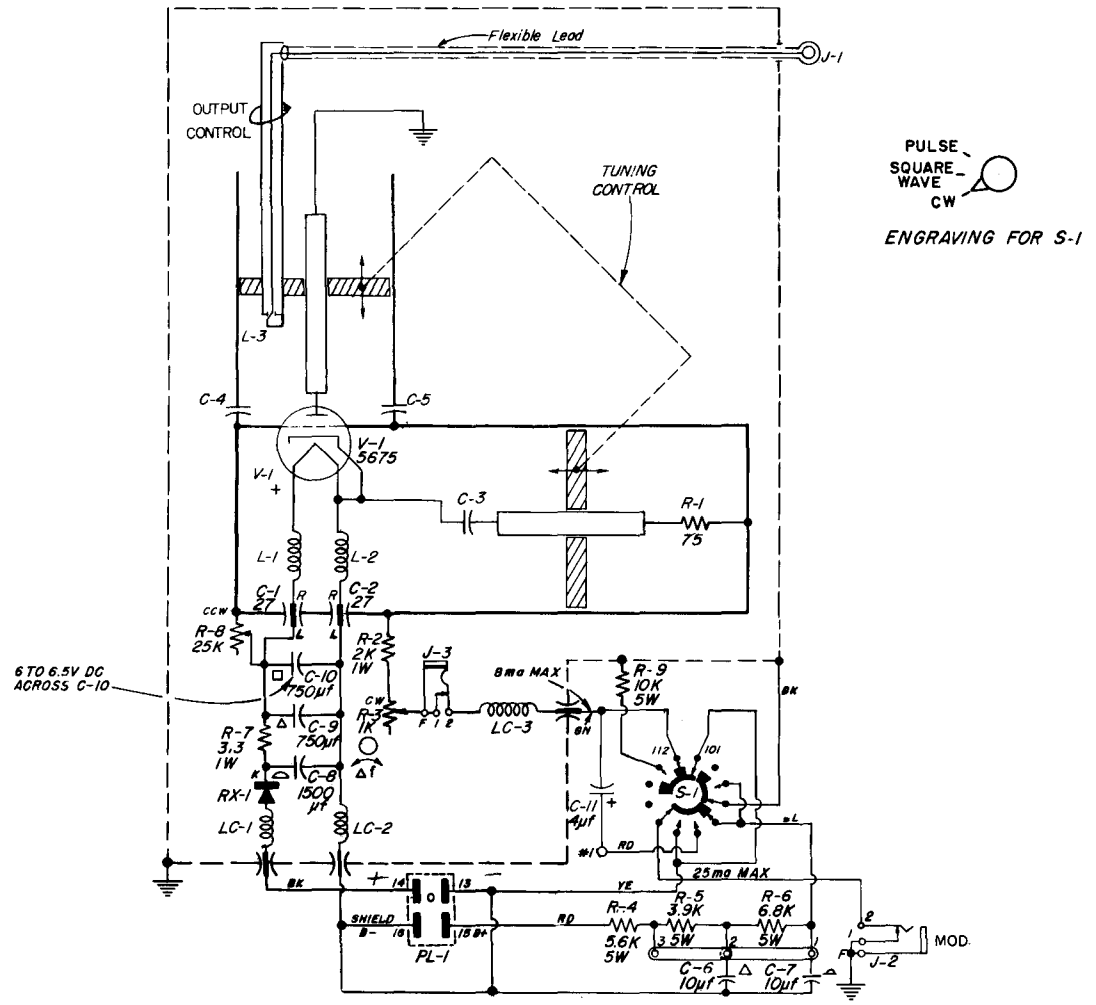 Flexible Lead
J-1
OUTPUT
CONTROL
PULSE
SQUARE
WAVE
CW
ENGRAVING FOR S-1
TUNING
CONTROL
L-3
C-4
C-5
V-1
5675
V-1
+
C-3
R-1
75
L-1
L-2
C-1
27
R
L
R
L
C-2
27
CCW
R-8
25K
R-2
2K
1W
J-3
6 TO 6.5V DC
ACROSS C-10
C-10
750µf
CW
R-3
1K
F 1 2
LC-3
8ma MAX
GN
R-9
10K
5W
BK
C-9
750µf
R-7
3.3
1W
Δf
K
C-8
1500
µf
RX-1
112
101
S-1
C-11
4µf
+
LC-1
LC-2
#1
RD
BL
25ma MAX
BK
+
14
13
−
YE
SHIELD
B-
16
15
B+
RD
PL-1
R-4
5.6K
5W
R-5
3.9K
5W
R-6
6.8K
5W
3
2
1
C-6
10µf
C-7
10µf
2
1
F
J-2
MOD.